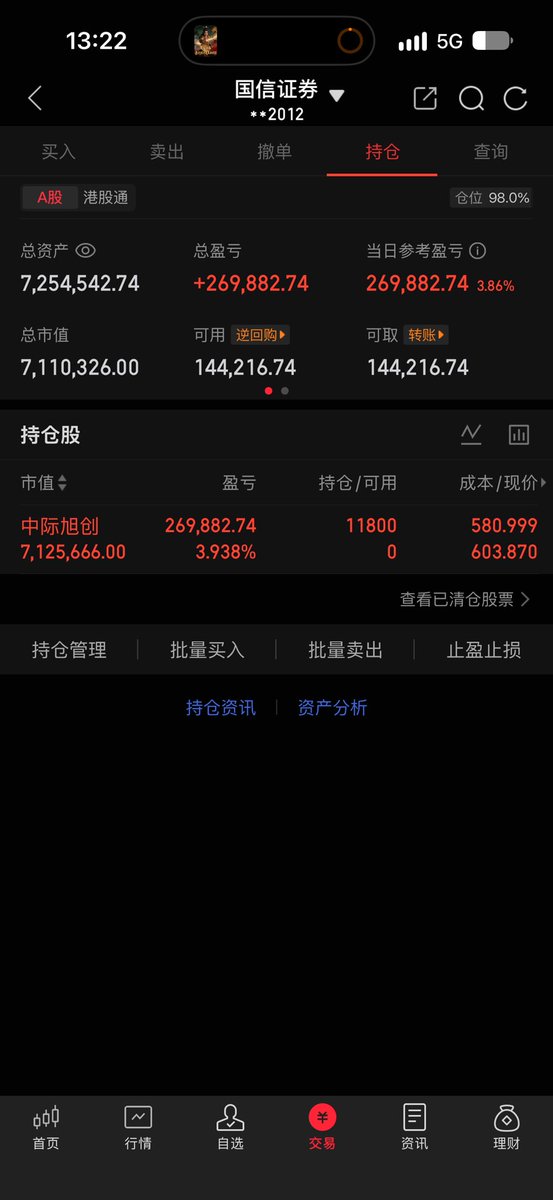 13:22
5G
国信证券
**2012
买入 卖出 撤单 持仓 查询
A股 港股通 仓位 98.0%
总资产 总盈亏 当日参考盈亏
7,254,542.74 +269,882.74 269,882.74 3.86%
总市值 可用 逆回购 可取 转账
7,110,326.00 144,216.74 144,216.74
持仓股
市值 盈亏 持仓/可用 成本/现价
中际旭创 269,882.74 11800 580.999
7,125,666.00 3.938% 0 603.870
查看已清仓股票
持仓管理 批量买入 批量卖出 止盈止损
持仓资讯 资产分析
首页 行情 自选 交易 资讯 理财